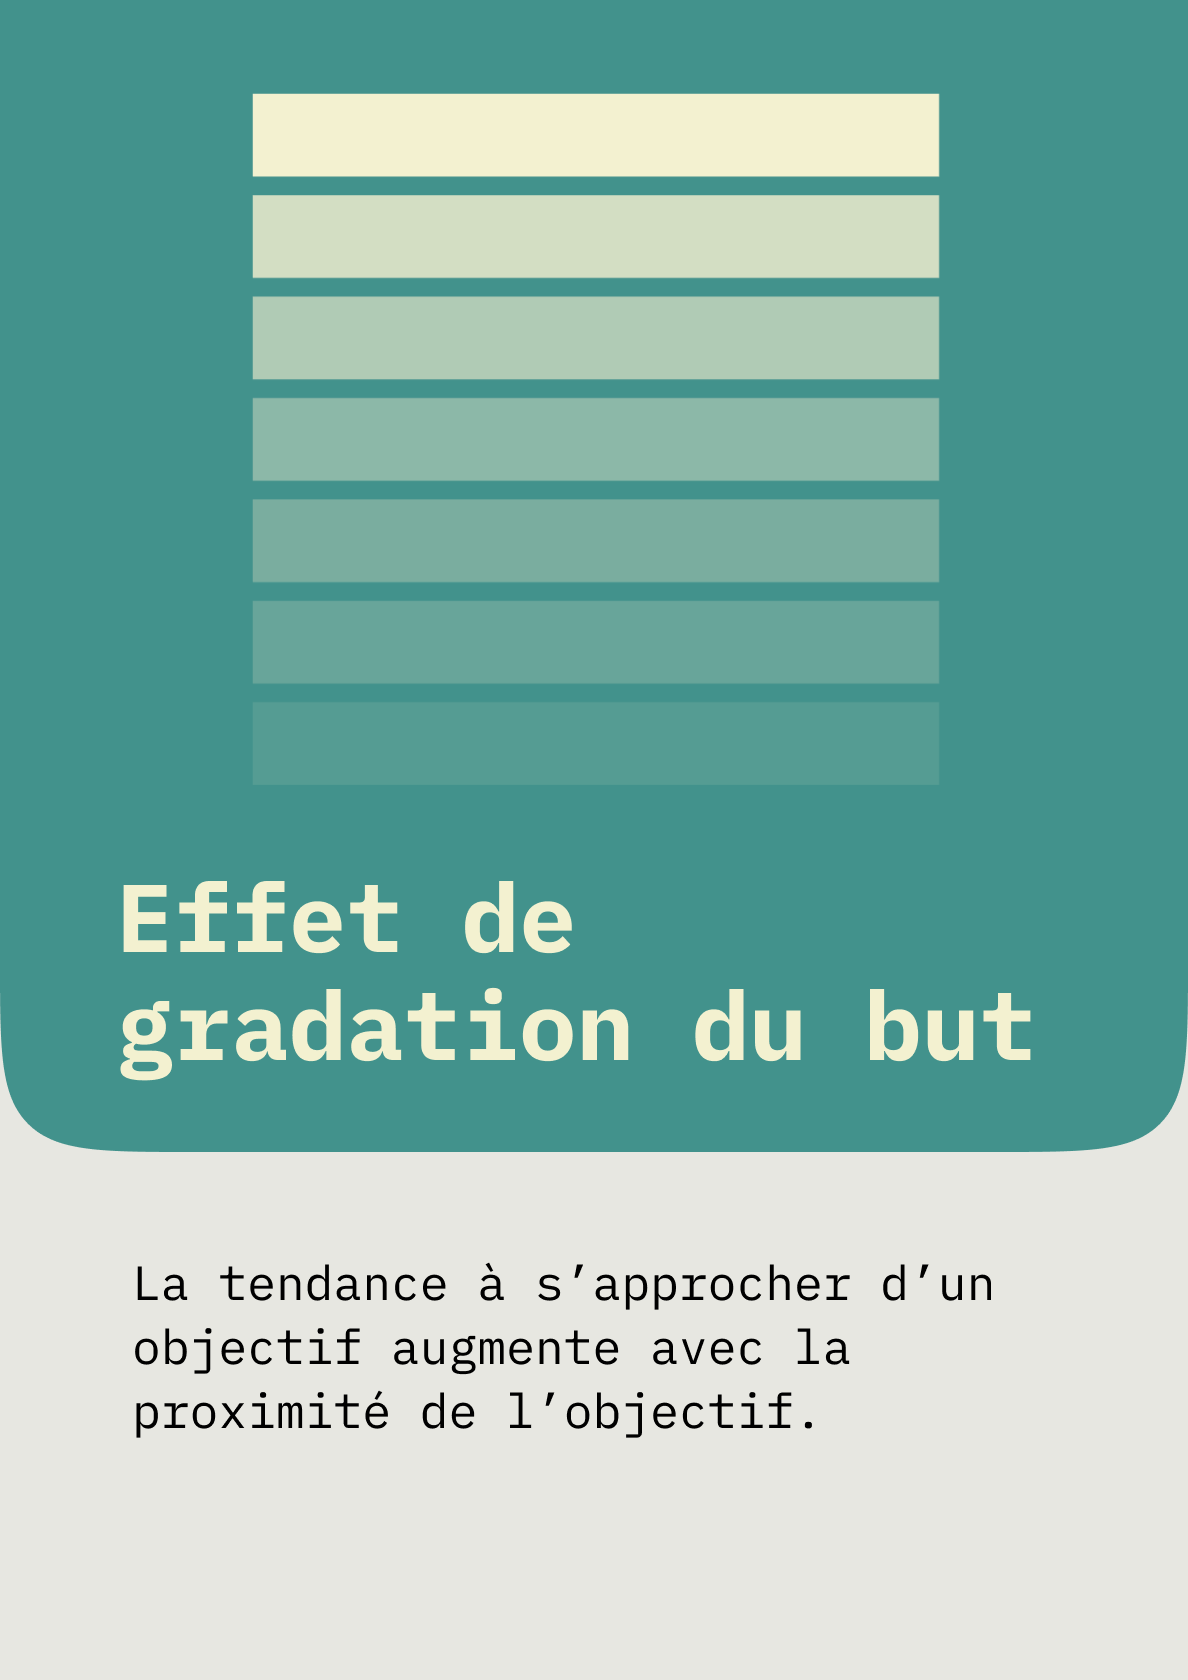 Effet de
gradation du but
La tendance à s’approcher d’un
objectif augmente avec la
proximité de l’objectif.